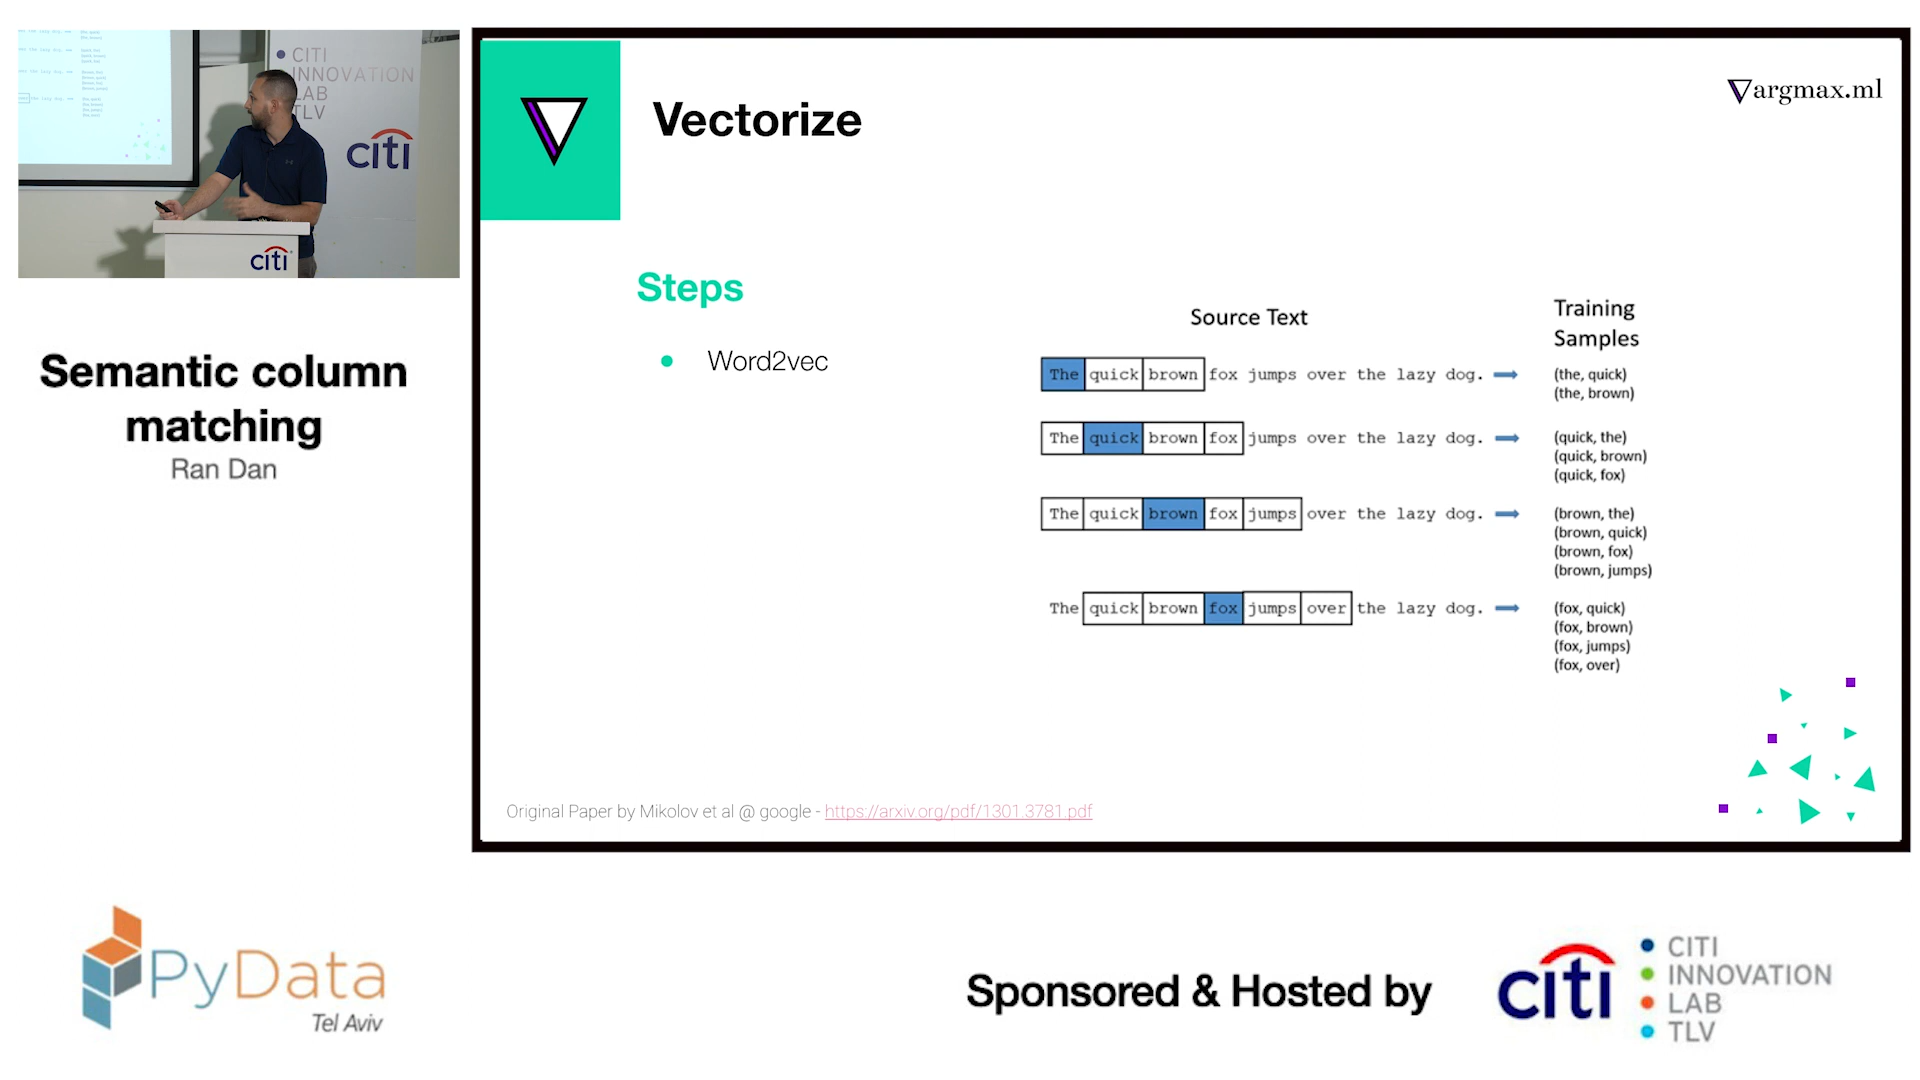 CITI
INNOVATION
LAB
TLV
citi
citi
Semantic column
matching
Ran Dan
Vectorize
argmax.ml
Steps
Word2vec
Source Text
Training
Samples
The quick brown fox jumps over the lazy dog.
(the, quick)
(the, brown)
The quick brown fox jumps over the lazy dog.
(quick, the)
(quick, brown)
(quick, fox)
The quick brown fox jumps over the lazy dog.
(brown, the)
(brown, quick)
(brown, fox)
(brown, jumps)
The quick brown fox jumps over the lazy dog.
(fox, quick)
(fox, brown)
(fox, jumps)
(fox, over)
Original Paper by Mikolov et al @ google - https://arxiv.org/pdf/1301.3781.pdf
PyData
Tel Aviv
Sponsored & Hosted by
citi
CITI
INNOVATION
LAB
TLV